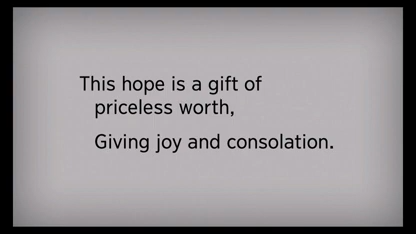 This hope is a gift of
priceless worth,
Giving joy and consolation.